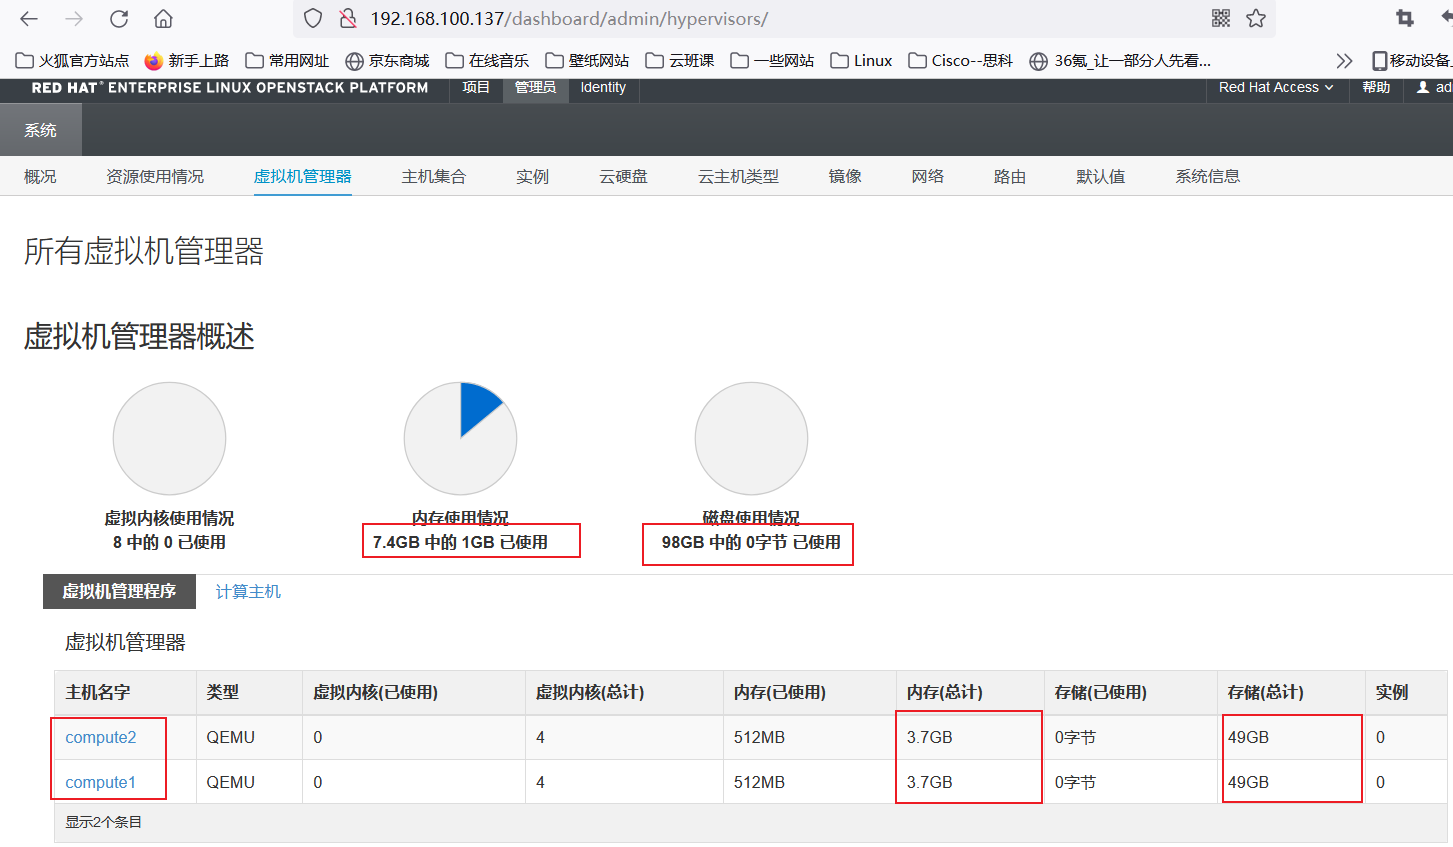 192.168.100.137/dashboard/admin/hypervisors/
火狐官方站点 新手上路 常用网址 京东商城 在线音乐 壁纸网站 云班课 一些网站 Linux Cisco--思科 36氪_让一部分人先看... 移动设备
RED HAT® ENTERPRISE LINUX OPENSTACK PLATFORM 项目 管理员 Identity Red Hat Access 帮助 ad
系统
概况 资源使用情况 虚拟机管理器 主机集合 实例 云硬盘 云主机类型 镜像 网络 路由 默认值 系统信息
所有虚拟机管理器
虚拟机管理器概述
虚拟内核使用情况 内存使用情况 磁盘使用情况
8 中的 0 已使用 7.4GB 中的 1GB 已使用 98GB 中的 0字节 已使用
虚拟机管理程序 计算主机
虚拟机管理器
主机名字 类型 虚拟内核(已使用) 虚拟内核(总计) 内存(已使用) 内存(总计) 存储(已使用) 存储(总计) 实例
compute2 QEMU 0 4 512MB 3.7GB 0字节 49GB 0
compute1 QEMU 0 4 512MB 3.7GB 0字节 49GB 0
显示2个条目